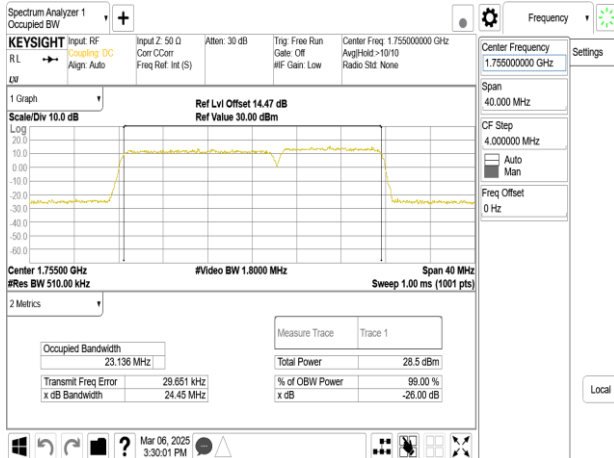 Spectrum Analyzer 1
Occupied BW
+
Frequency
KEYSIGHT
RL
LXI
Input: RF
Coupling: DC
Align: Auto
Input Z: 50 Ω
Corr CCorr
Freq Ref: Int (S)
Atten: 30 dB
Trig: Free Run
Gate: Off
#IF Gain: Low
Center Freq: 1.755000000 GHz
Avg|Hold:>10/10
Radio Std: None
Center Frequency
1.755000000 GHz
Settings
Span
40.000 MHz
CF Step
4.000000 MHz
Auto
Man
Freq Offset
0 Hz
Local
1 Graph
Scale/Div 10.0 dB
Ref Lvl Offset 14.47 dB
Ref Value 30.00 dBm
Log
20.0
10.0
0.00
-10.0
-20.0
-30.0
-40.0
-50.0
-60.0
Center 1.75500 GHz
#Video BW 1.8000 MHz
Span 40 MHz
#Res BW 510.00 kHz
Sweep 1.00 ms (1001 pts)
2 Metrics
Measure Trace
Trace 1
Occupied Bandwidth
23.136 MHz
Total Power
28.5 dBm
Transmit Freq Error
29.651 kHz
% of OBW Power
99.00 %
x dB Bandwidth
24.45 MHz
x dB
-26.00 dB
?
Mar 06, 2025
3:30:01 PM